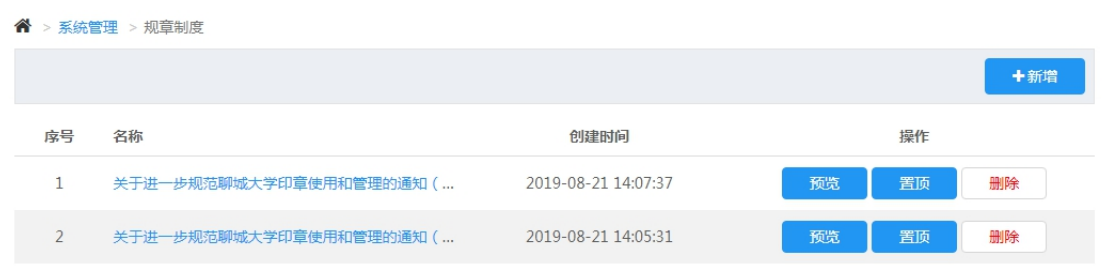 > 系统管理 > 规章制度
+新增
序号 名称 创建时间 操作
1 关于进一步规范聊城大学印章使用和管理的通知（... 2019-08-21 14:07:37 预览 置顶 删除
2 关于进一步规范聊城大学印章使用和管理的通知（... 2019-08-21 14:05:31 预览 置顶 删除